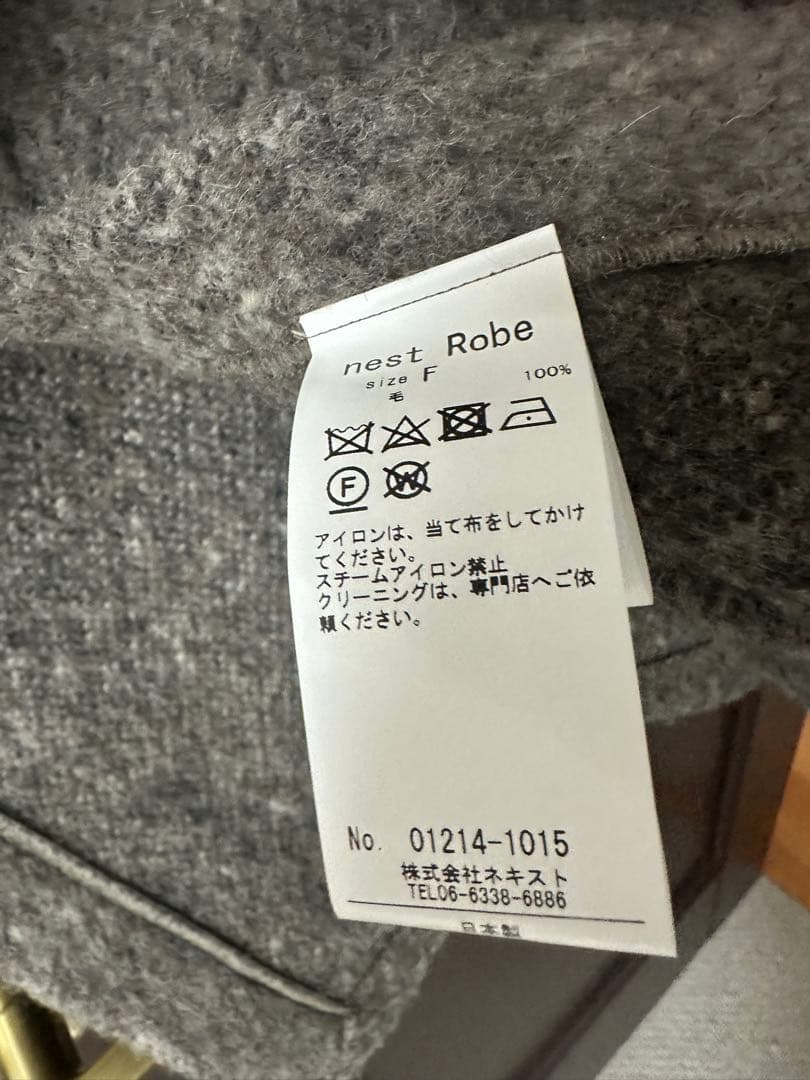 nest Robe
size F
毛 100%
F
W
アイロンは、当て布をしてかけ
てください。
スチームアイロン禁止
クリーニングは、専門店へご依
頼ください。
No. 01214-1015
株式会社ネキスト
TEL06-6338-6886
日本製